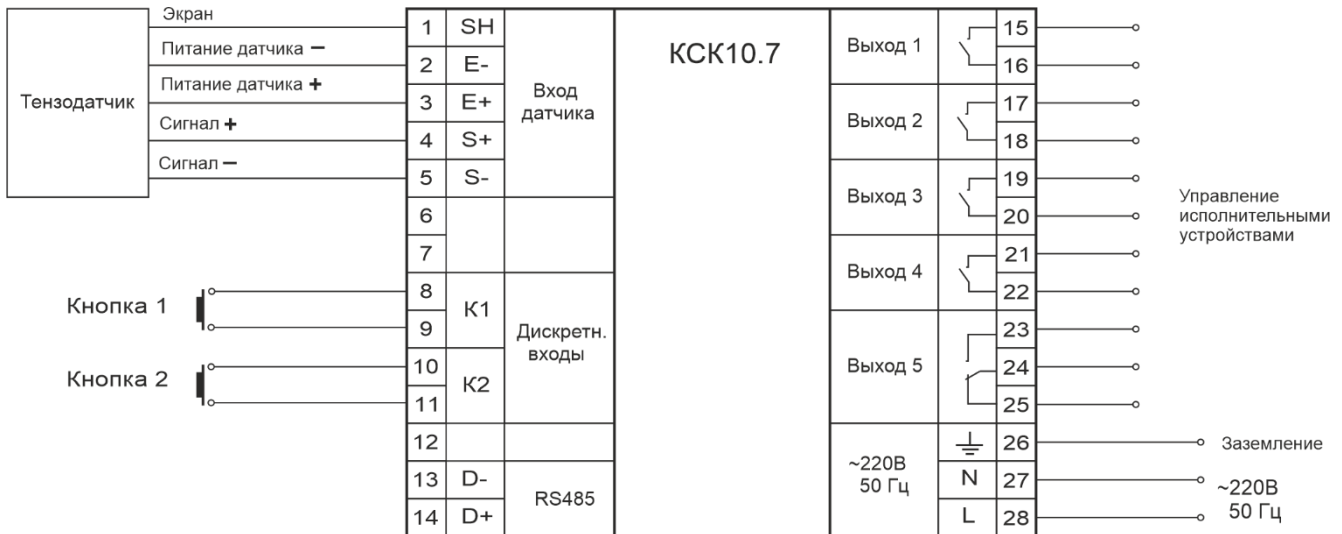 Экран
Питание датчика −
Питание датчика +
Тензодатчик
Сигнал +
Сигнал −
1 SH
2 E-
3 E+
4 S+
5 S-
Вход
датчика
6
7
Кнопка 1
8
9
К1
Кнопка 2
10
11
К2
Дискретн.
входы
12
13 D-
14 D+
RS485
КСК10.7
Выход 1
15
16
Выход 2
17
18
Выход 3
19
20
Выход 4
21
22
Выход 5
23
24
25
Управление
исполнительными
устройствами
~220В
50 Гц
26
Заземление
N 27
L 28
~220В
50 Гц